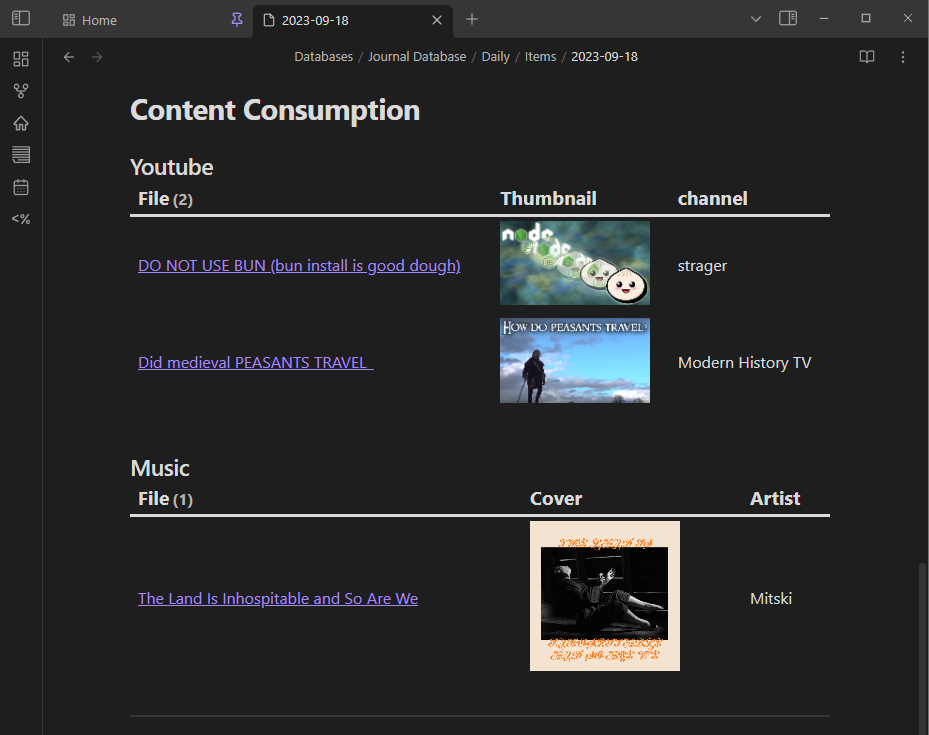 Home
2023-09-18
Databases / Journal Database / Daily / Items / 2023-09-18
<%
Content Consumption
Youtube
File (2) Thumbnail channel
DO NOT USE BUN (bun install is good dough) strager
node
node
Did medieval PEASANTS TRAVEL Modern History TV
HOW DO PEASANTS TRAVEL?
Music
File (1) Cover Artist
The Land Is Inhospitable and So Are We Mitski